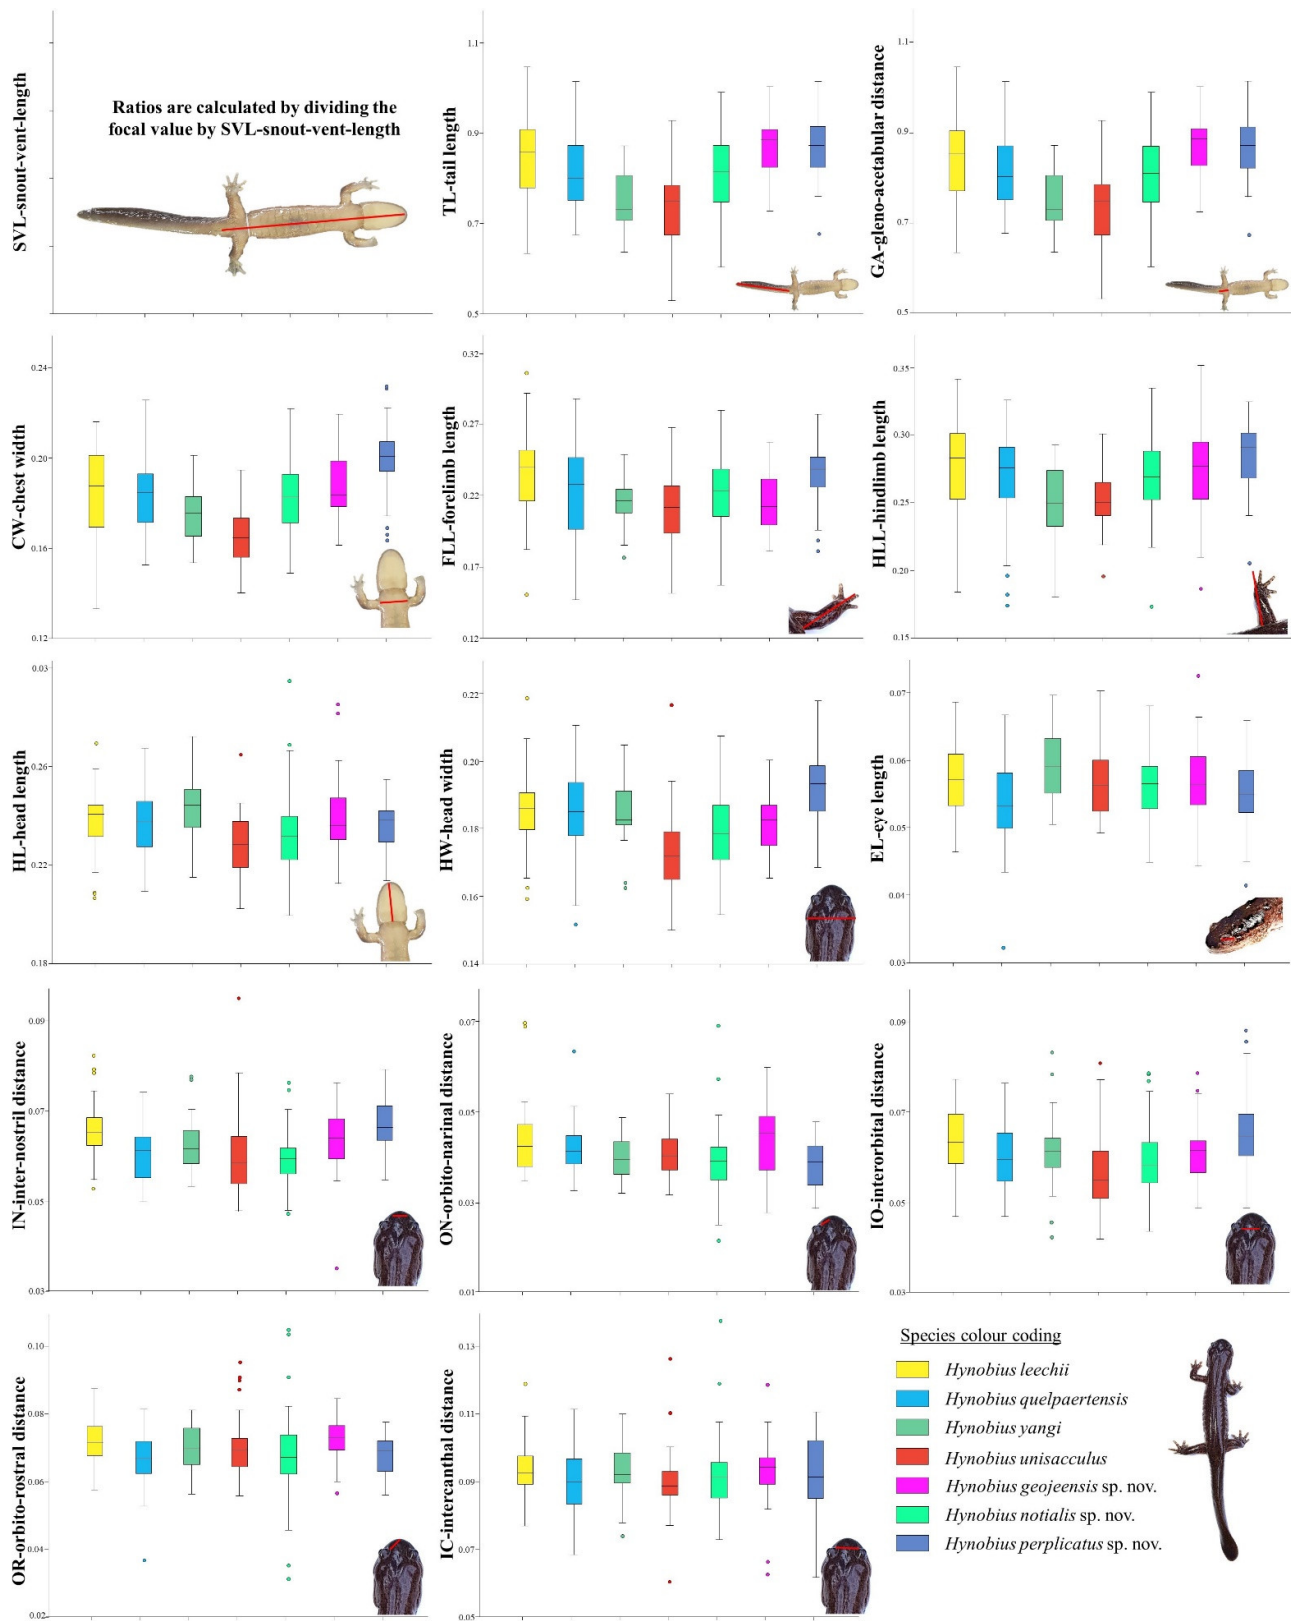 SVL-snout-vent-length
Ratios are calculated by dividing the
focal value by SVL-snout-vent-length
TL-tail length
1.1
0.9
0.7
0.5
GA-gleno-acetabular distance
1.1
0.9
0.7
0.5
CW-chest width
0.24
0.20
0.16
0.12
FLL-forelimb length
0.32
0.27
0.22
0.17
0.12
HLL-hindlimb length
0.35
0.30
0.25
0.20
0.15
HL-head length
0.03
0.26
0.22
0.18
HW-head width
0.22
0.20
0.18
0.16
0.14
EL-eye length
0.07
0.06
0.05
0.04
0.03
IN-inter-nostril distance
0.09
0.07
0.05
0.03
ON-orbito-narinal distance
0.07
0.05
0.03
0.01
IO-interorbital distance
0.09
0.07
0.05
0.03
OR-orbito-rostral distance
0.10
0.08
0.06
0.04
0.02
IC-intercanthal distance
0.13
0.11
0.09
0.07
0.05
Species colour coding
Hynobius leechii
Hynobius quelpaertensis
Hynobius yangi
Hynobius unisacculus
Hynobius geojeensis sp. nov.
Hynobius notialis sp. nov.
Hynobius perplicatus sp. nov.